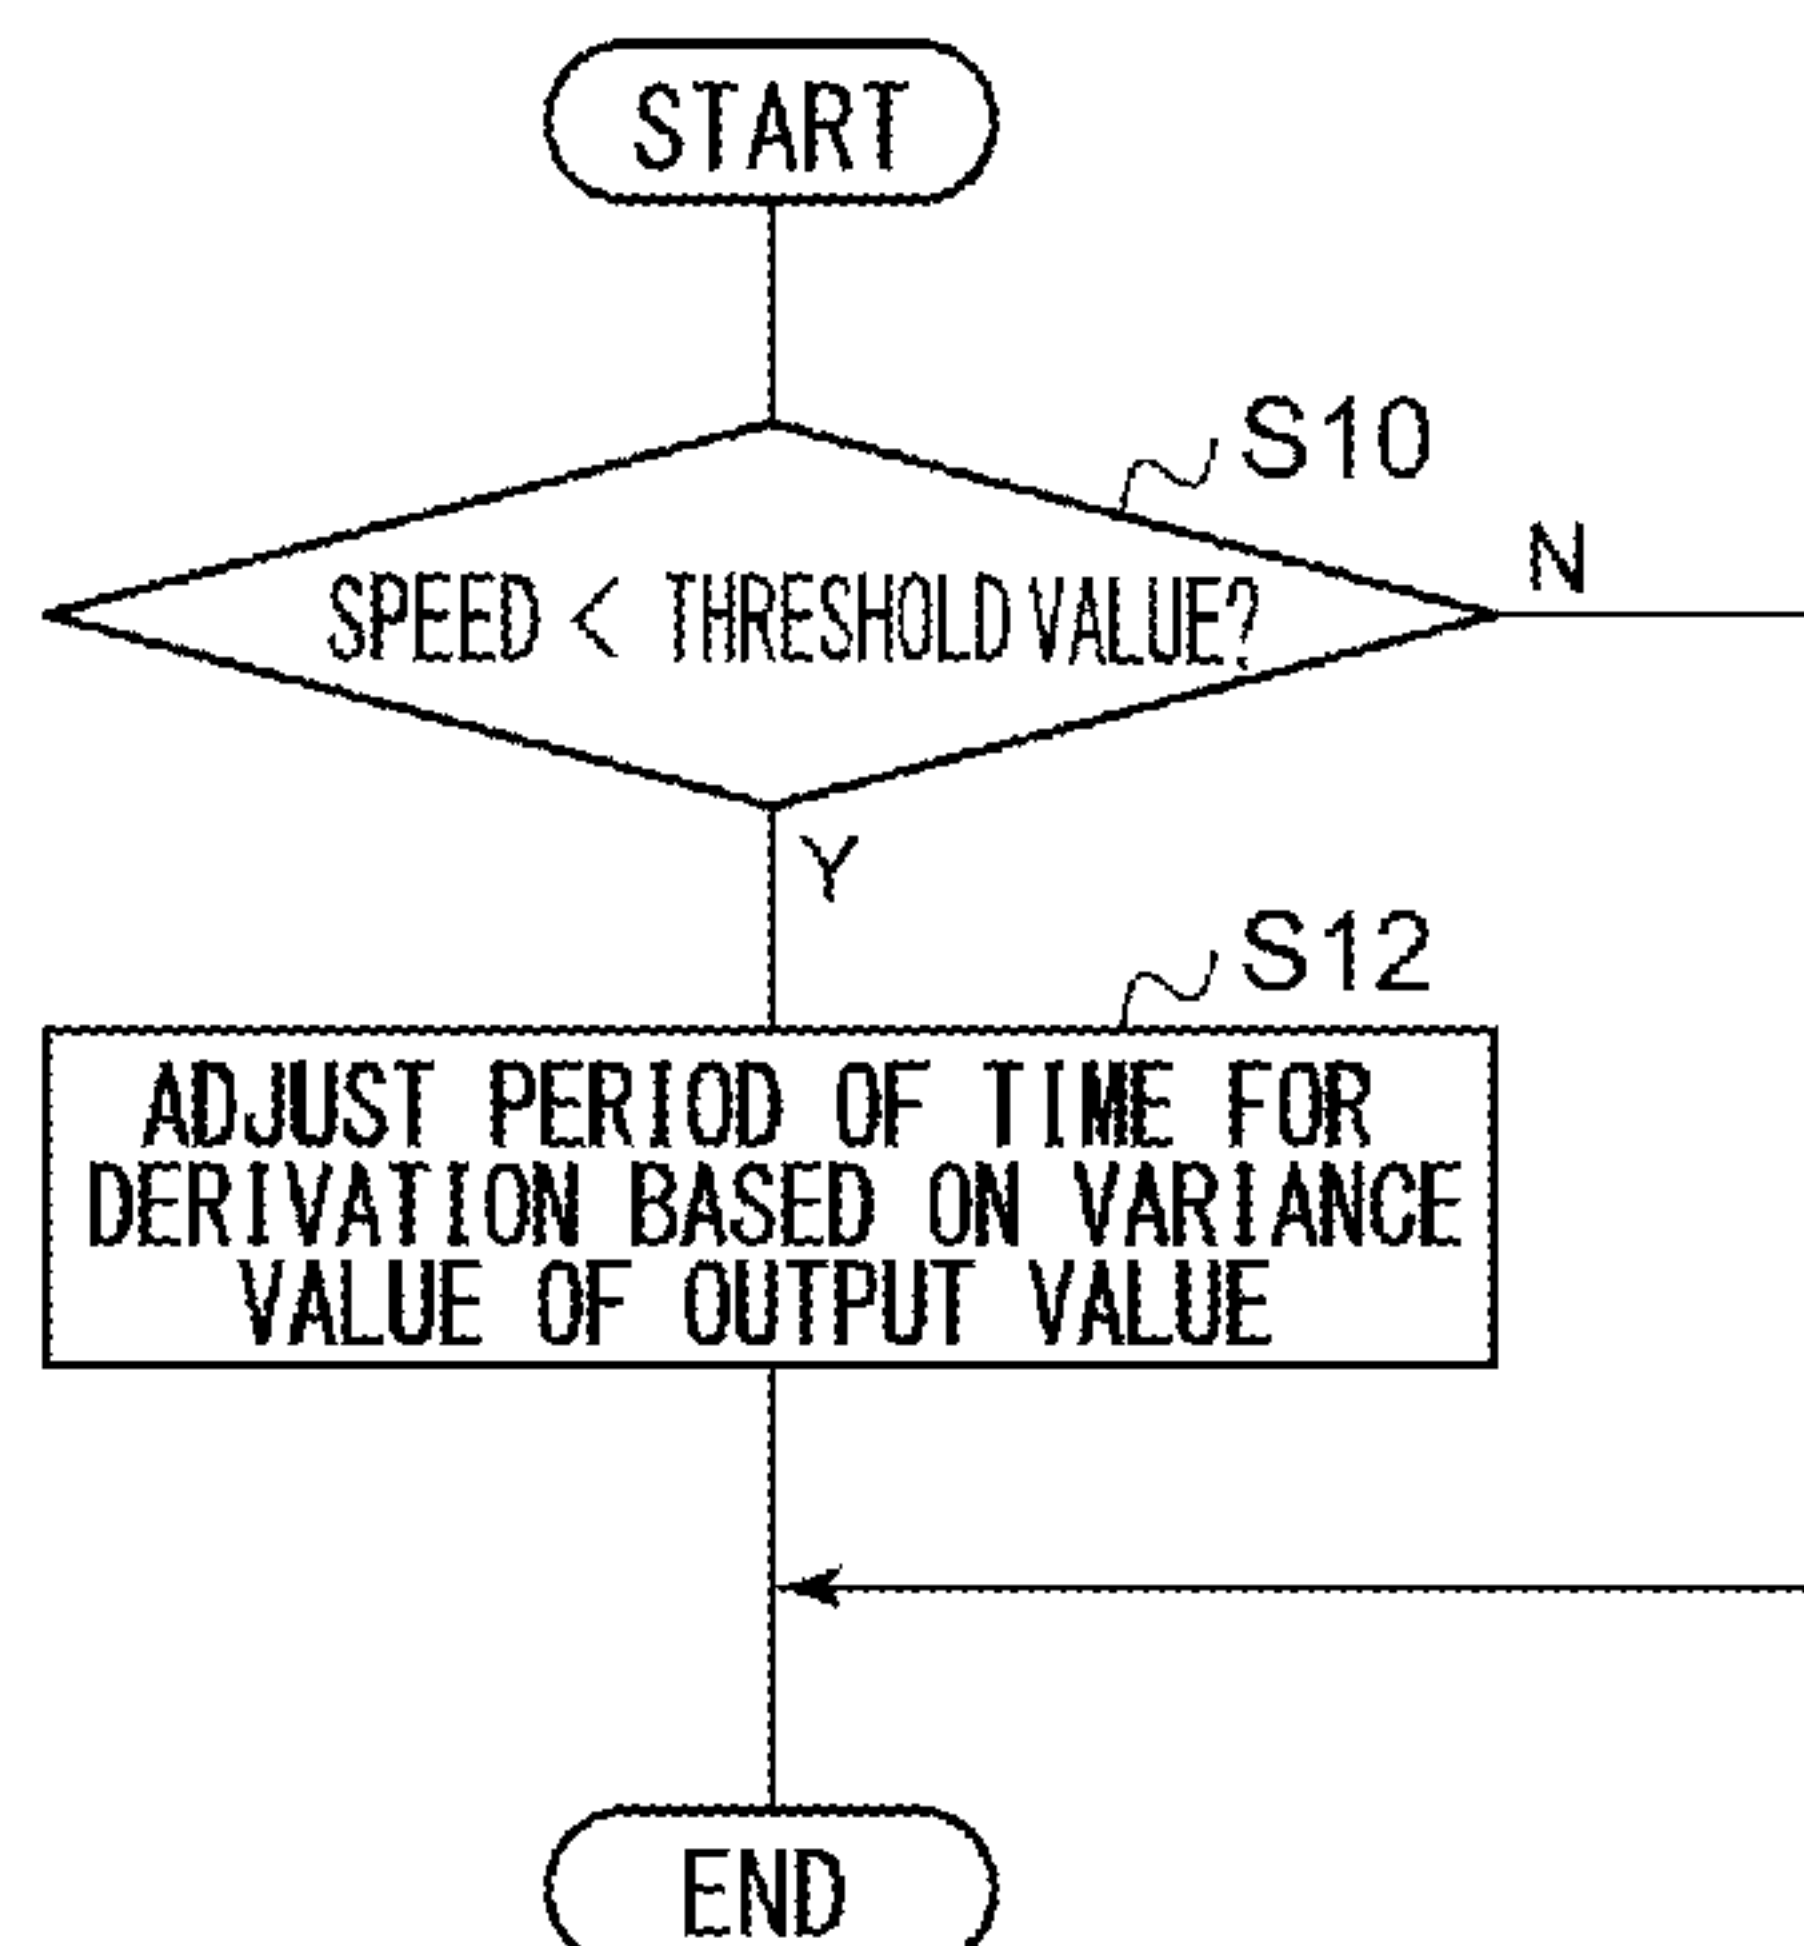 START
S10
N
SPEED < THRESHOLD VALUE?
Y
S12
ADJUST PERIOD OF TIME FOR
DERIVATION BASED ON VARIANCE
VALUE OF OUTPUT VALUE
END